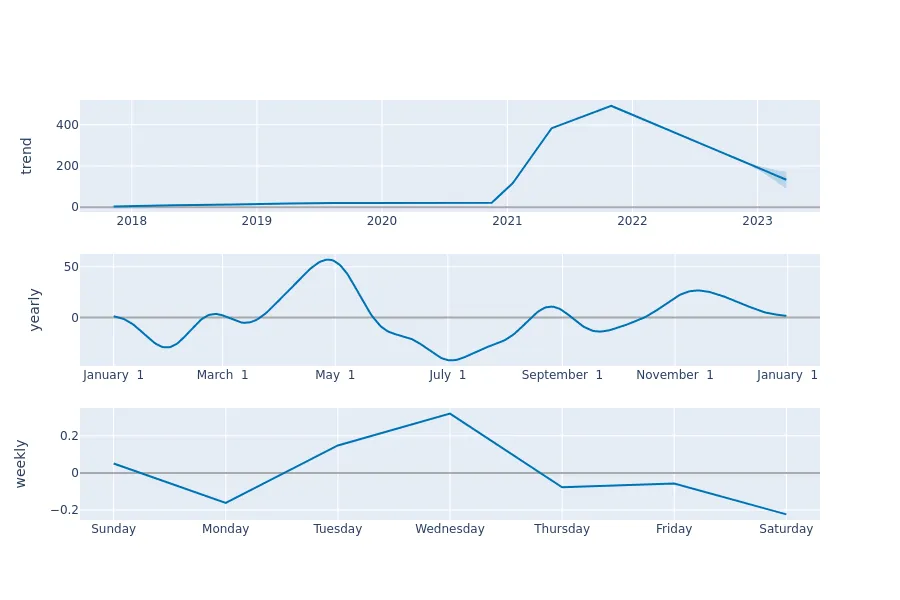 trend
400
200
0
2018 2019 2020 2021 2022 2023
yearly
50
0
January 1 March 1 May 1 July 1 September 1 November 1 January 1
weekly
0.2
0
−0.2
Sunday Monday Tuesday Wednesday Thursday Friday Saturday